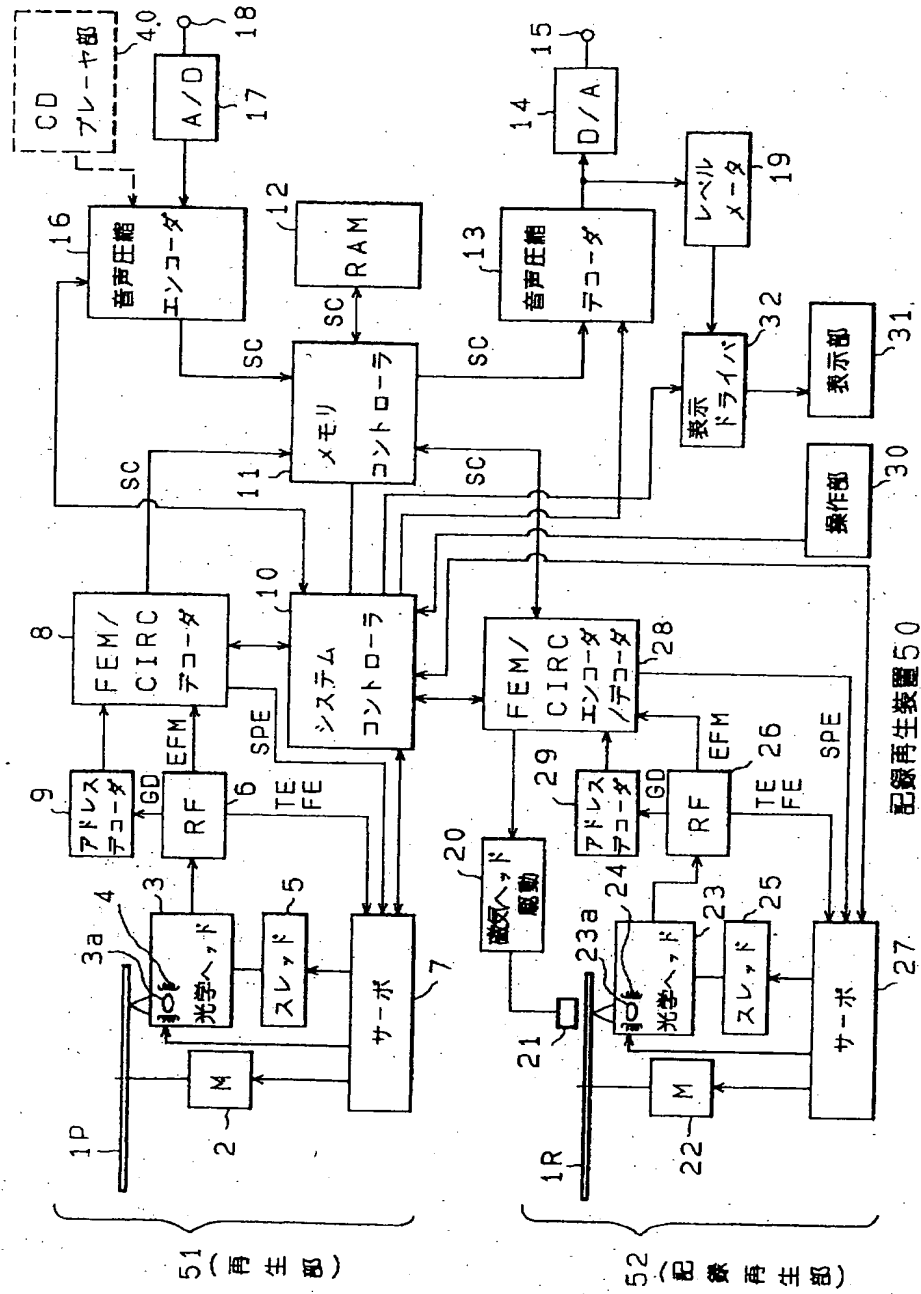 51(再生部)
1P
2
M
3a
4
3
光学ヘッド
5
スレッド
サーボ
7
9
アドレス
デコーダ
GD
RF
6
EFM
TE
FE
SPE
8
FEM/
CIRC
デコーダ
10
システム
コントローラ
SC
11
メモリ
コントローラ
SC
12
RAM
SC
16
音声圧縮
エンコーダ
CD
プレーヤ部
40
A/D
17
18
SC
13
音声圧縮
デコーダ
14
D/A
15
レベル
メータ
19
32
表示
ドライバ
表示部
31
操作部
30
52(記録再生部)
1R
22
M
21
20
磁気ヘッド
駆動
23a
24
23
光学ヘッド
25
スレッド
サーボ
27
29
アドレス
デコーダ
GD
RF
26
EFM
TE
FE
SPE
FEM/
CIRC
エンコーダ
/デコーダ
28
SC
記録再生装置50